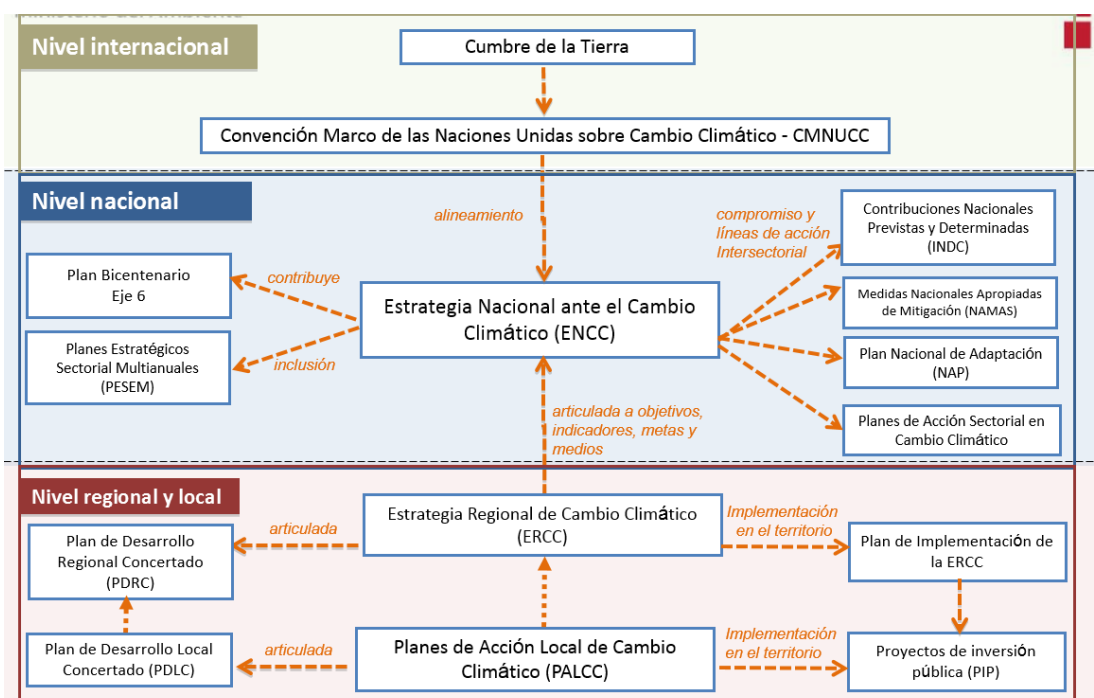 Nivel internacional
Cumbre de la Tierra
Convención Marco de las Naciones Unidas sobre Cambio Climático - CMNUCC
Nivel nacional
alineamiento
compromiso y
líneas de acción
Intersectorial
Contribuciones Nacionales
Previstas y Determinadas
(INDC)
Plan Bicentenario
Eje 6
contribuye
Estrategia Nacional ante el Cambio
Climático (ENCC)
Medidas Nacionales Apropiadas
de Mitigación (NAMAS)
Planes Estratégicos
Sectorial Multianuales
(PESEM)
inclusión
Plan Nacional de Adaptación
(NAP)
articulada a objetivos,
indicadores, metas y
medios
Planes de Acción Sectorial en
Cambio Climático
Nivel regional y local
Plan de Desarrollo
Regional Concertado
(PDRC)
articulada
Estrategia Regional de Cambio Climático
(ERCC)
Implementación
en el territorio
Plan de Implementación de
la ERCC
Plan de Desarrollo Local
Concertado (PDLC)
articulada
Planes de Acción Local de Cambio
Climático (PALCC)
Implementación
en el territorio
Proyectos de inversión
pública (PIP)